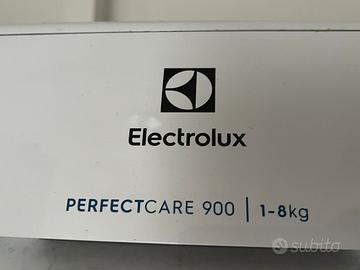 Electrolux
PERFECTCARE 900 | 1-8kg
subito